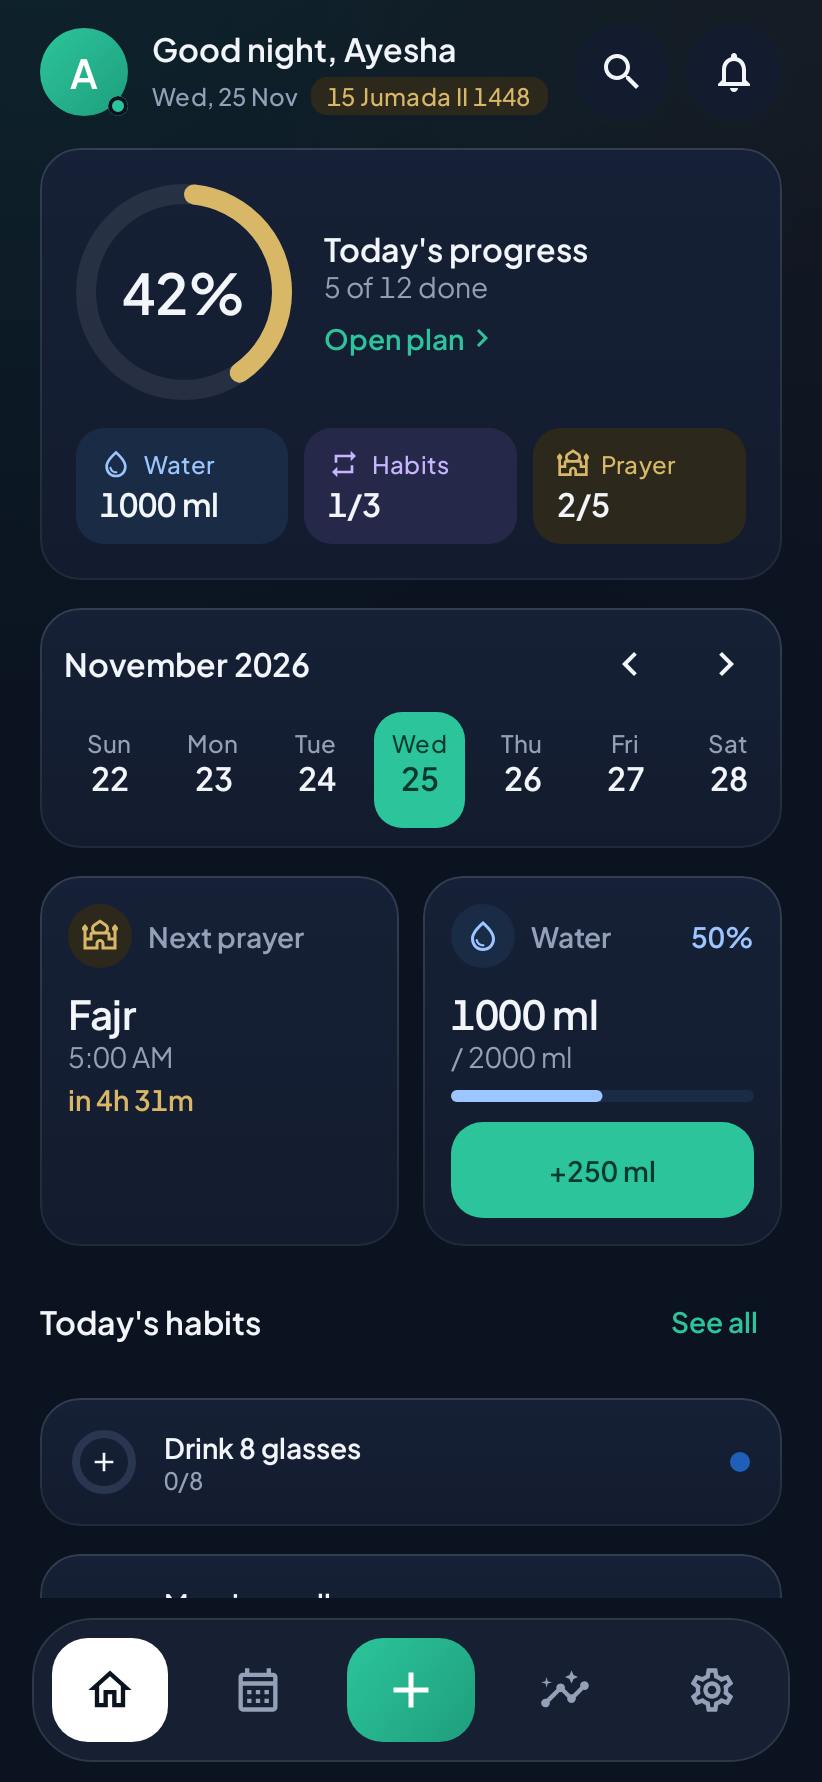 A
Good night, Ayesha
Wed, 25 Nov 15 Jumada II 1448
42%
Today's progress
5 of 12 done
Open plan
Water
1000 ml
Habits
1/3
Prayer
2/5
November 2026
Sun Mon Tue Wed Thu Fri Sat
22 23 24 25 26 27 28
Next prayer
Fajr
5:00 AM
in 4h 31m
Water 50%
1000 ml
/ 2000 ml
+250 ml
Today's habits See all
Drink 8 glasses
0/8